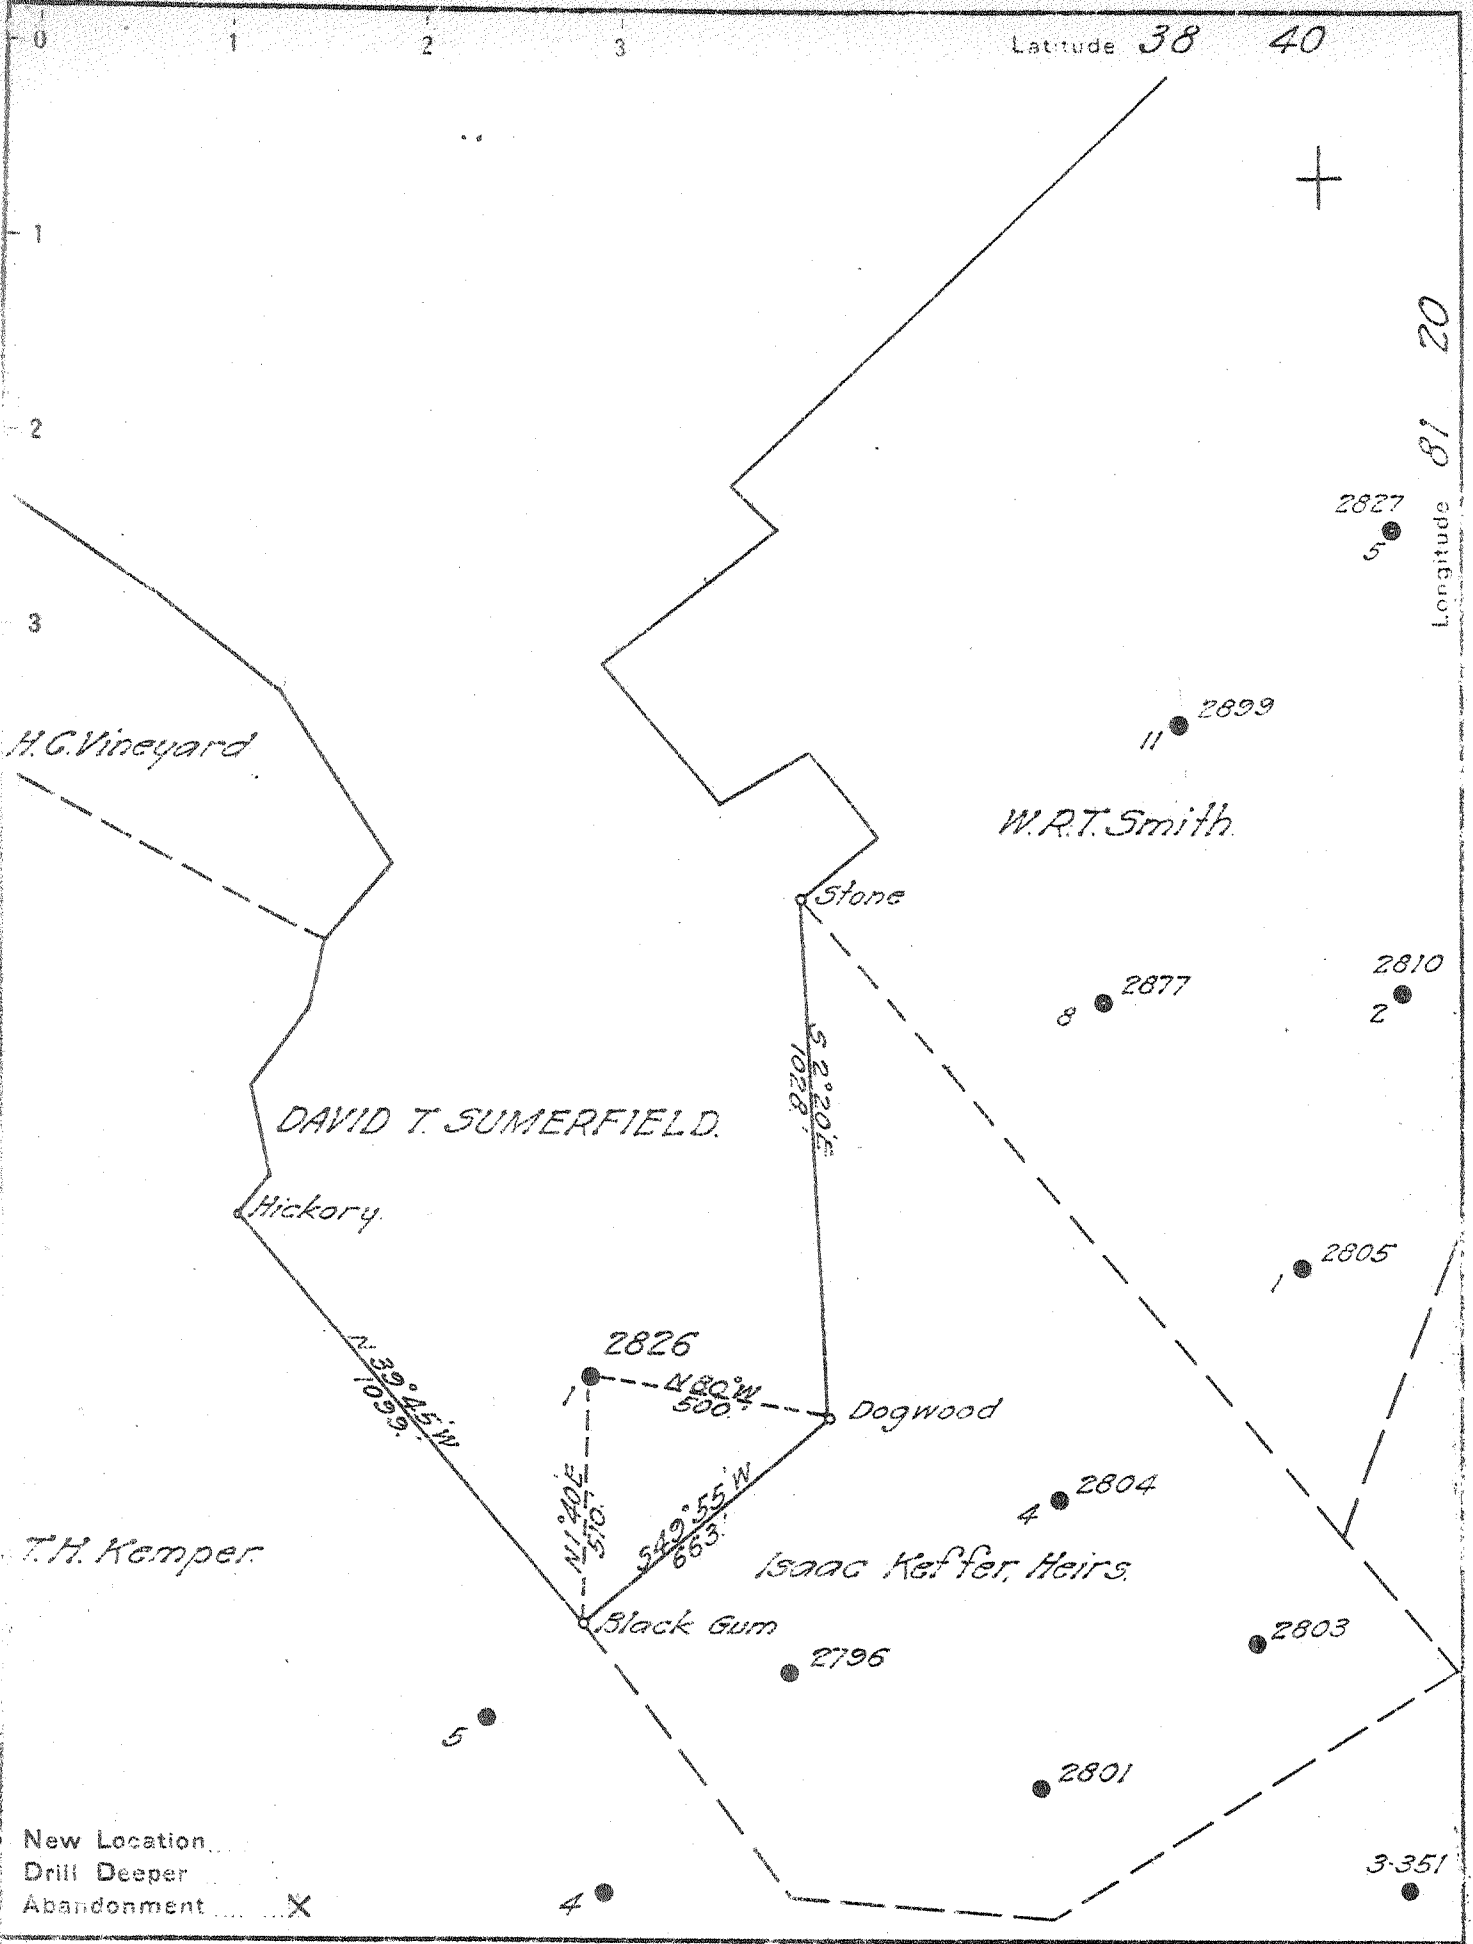 0 1 2 3 Latitude 38 40
1
2
3
Longitude 81 20
2827
5
2899
11
H.C. Vineyard
W.R.T. Smith.
Stone
2810
2
2877
8
S 2° 20' E
1028.'
DAVID T. SUMERFIELD.
Hickory.
2805
1
2826
1
N 39° 45' W
1099.'
N 80° W
500.'
Dogwood
2804
4
N 1° 40' E
510.'
S 49° 55' W
663.'
T.H. Kemper.
Isaac Keffer, Heirs.
Black Gum
2803
2796
5
2801
New Location
Drill Deeper
Abandonment X
4
3-351